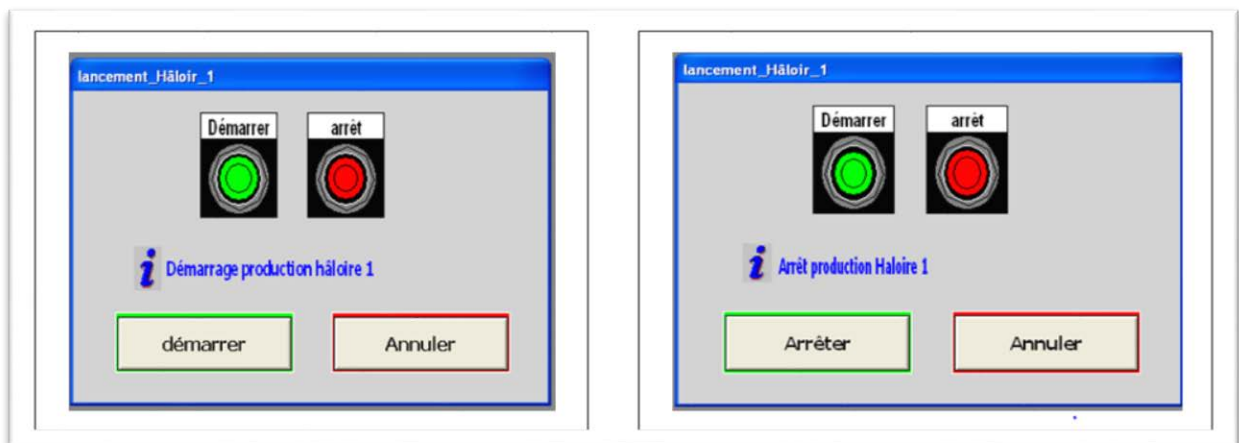 lancement_Hâloir_1
Démarrer arrêt
Démarrage production hâloire 1
démarrer Annuler
lancement_Hâloir_1
Démarrer arrêt
Arrêt production Haloire 1
Arrêter Annuler